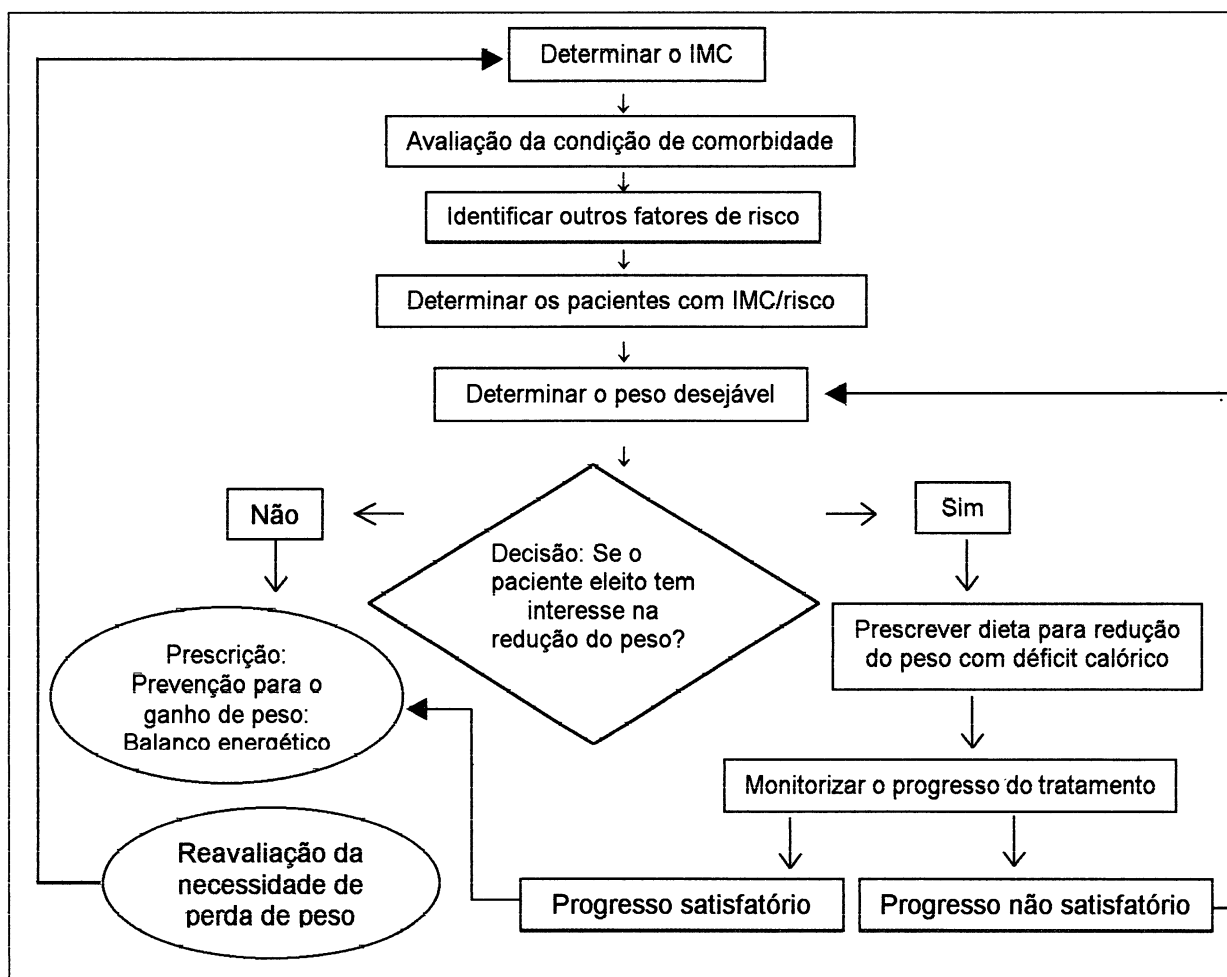 Determinar o IMC
Avaliação da condição de comorbidade
Identificar outros fatores de risco
Determinar os pacientes com IMC/risco
Determinar o peso desejável
Não
Sim
Decisão: Se o
paciente eleito tem
interesse na
redução do peso?
Prescrição:
Prevenção para o
ganho de peso:
Balanço energético
Prescrever dieta para redução
do peso com déficit calórico
Monitorizar o progresso do tratamento
Reavaliação da
necessidade de
perda de peso
Progresso satisfatório
Progresso não satisfatório